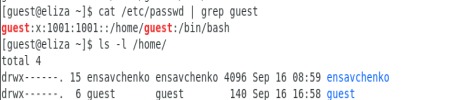 [guest@eliza ~]$ cat /etc/passwd | grep guest
guest:x:1001:1001::/home/guest:/bin/bash
[guest@eliza ~]$ ls -l /home/
total 4
drwx------. 15 ensavchenko ensavchenko 4096 Sep 16 08:59 ensavchenko
drwx------.  6 guest       guest        140 Sep 16 16:58 guest